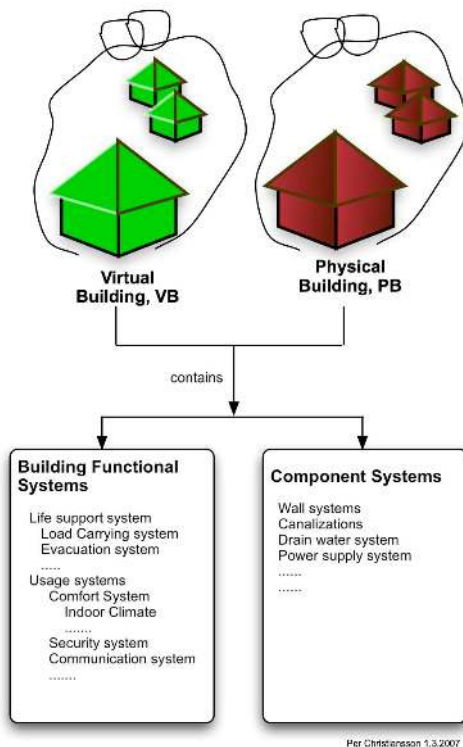 Virtual
Building, VB
Physical
Building, PB
contains
Building Functional
Systems
Life support system
Load Carrying system
Evacuation system
.....
Usage systems
Comfort System
Indoor Climate
.......
Security system
Communication system
.......
Component Systems
Wall systems
Canalizations
Drain water system
Power supply system
......
......
Per Christiansson 1.3.2007